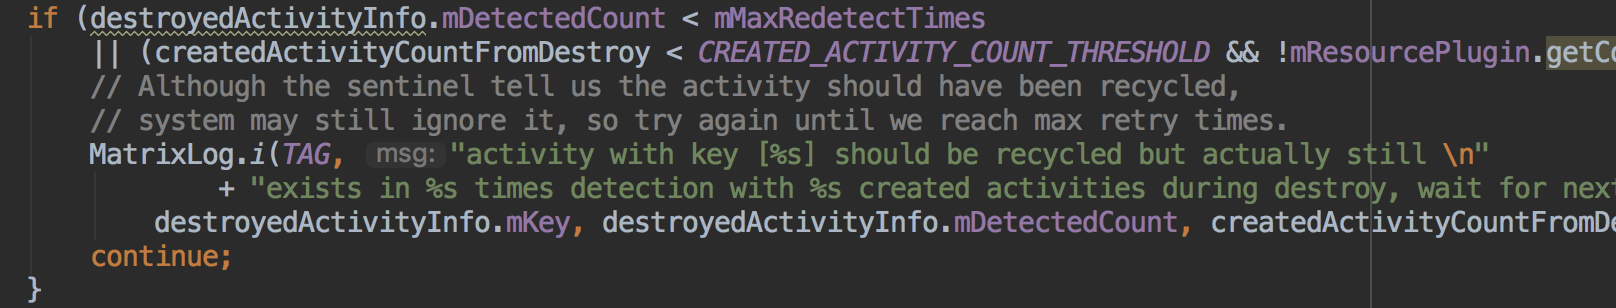 if (destroyedActivityInfo.mDetectedCount < mMaxRedetectTimes
|| (createdActivityCountFromDestroy < CREATED_ACTIVITY_COUNT_THRESHOLD && !mResourcePlugin.getCo
// Although the sentinel tell us the activity should have been recycled,
// system may still ignore it, so try again until we reach max retry times.
MatrixLog.i(TAG, msg: "activity with key [%s] should be recycled but actually still \n"
+ "exists in %s times detection with %s created activities during destroy, wait for next
destroyedActivityInfo.mKey, destroyedActivityInfo.mDetectedCount, createdActivityCountFromDe
continue;
}